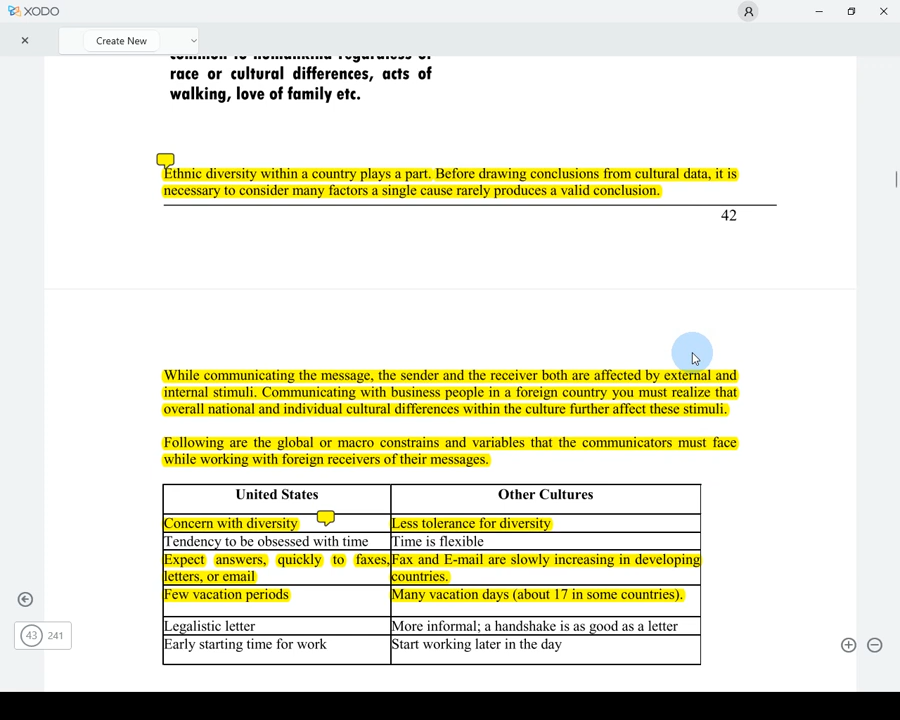 XODO
Create New
common to homankind regardless of
race or cultural differences, acts of
walking, love of family etc.
Ethnic diversity within a country plays a part. Before drawing conclusions from cultural data, it is
necessary to consider many factors a single cause rarely produces a valid conclusion.
42
While communicating the message, the sender and the receiver both are affected by external and
internal stimuli. Communicating with business people in a foreign country you must realize that
overall national and individual cultural differences within the culture further affect these stimuli.
Following are the global or macro constrains and variables that the communicators must face
while working with foreign receivers of their messages.
United States Other Cultures
Concern with diversity Less tolerance for diversity
Tendency to be obsessed with time Time is flexible
Expect answers, quickly to faxes, Fax and E-mail are slowly increasing in developing
letters, or email countries.
Few vacation periods Many vacation days (about 17 in some countries).
Legalistic letter More informal; a handshake is as good as a letter
Early starting time for work Start working later in the day
43 241